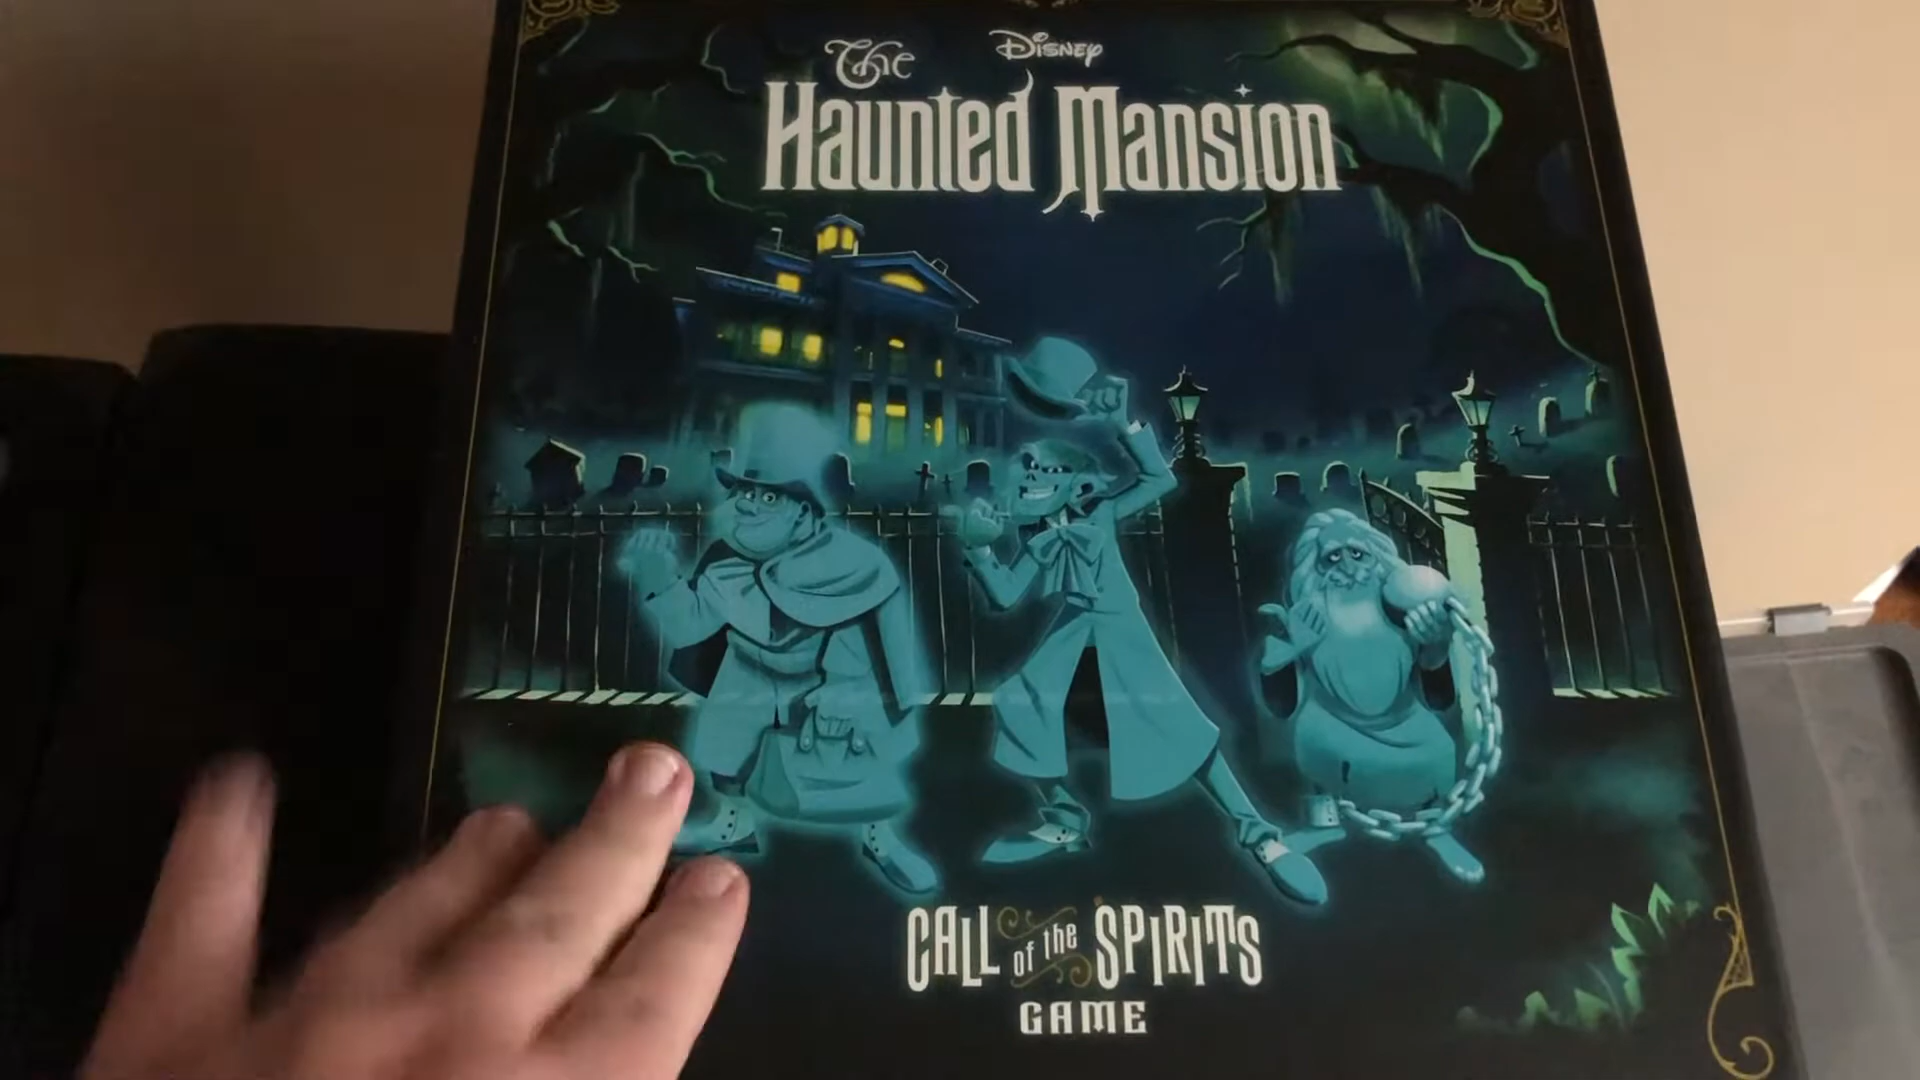 Disney
The
Haunted Mansion
CALL of the SPIRITS
GAME